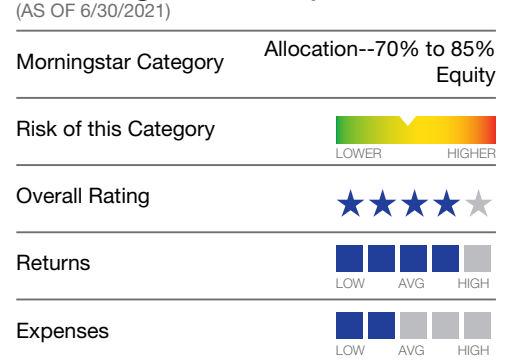 (AS OF 6/30/2021)
Morningstar Category
Allocation--70% to 85%
Equity
Risk of this Category
LOWER HIGHER
Overall Rating
Returns
LOW AVG HIGH
Expenses
LOW AVG HIGH